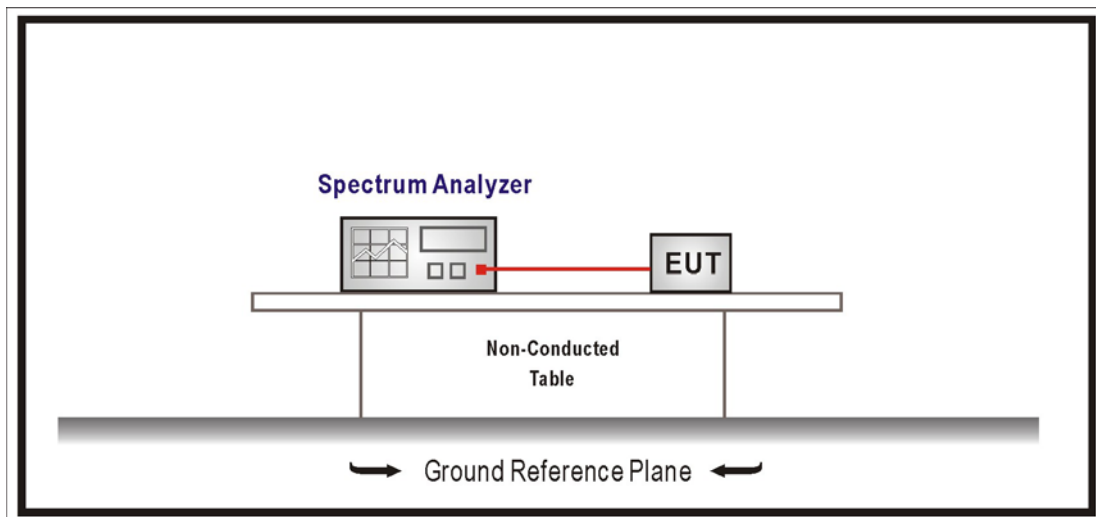 Spectrum Analyzer
EUT
Non-Conducted
Table
Ground Reference Plane